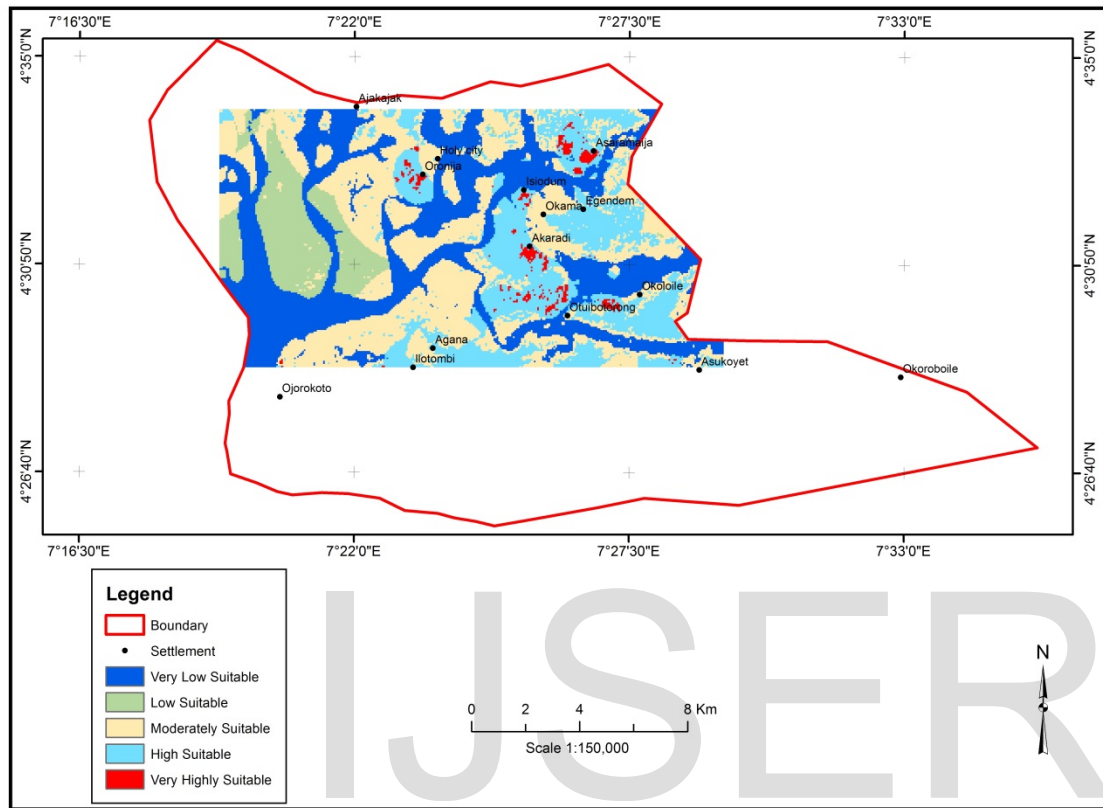 7°16'30"E 7°22'0"E 7°27'30"E 7°33'0"E
4°35'0"N 4°35'0"N
Ajakajak
Holy city
Asaramaija
Oronija
Isiodum
Okama
Egendem
Akaradi
4°30'50"N 4°30'50"N
Okoloile
Otuibotorong
Agana
Ilotombi
Asukoyet
Okoroboile
Ojorokoto
4°26'40"N 4°26'40"N
7°16'30"E 7°22'0"E 7°27'30"E 7°33'0"E
Legend
Boundary
Settlement
Very Low Suitable
Low Suitable
Moderately Suitable
High Suitable
Very Highly Suitable
0 2 4 8 Km
Scale 1:150,000
N
IJSER